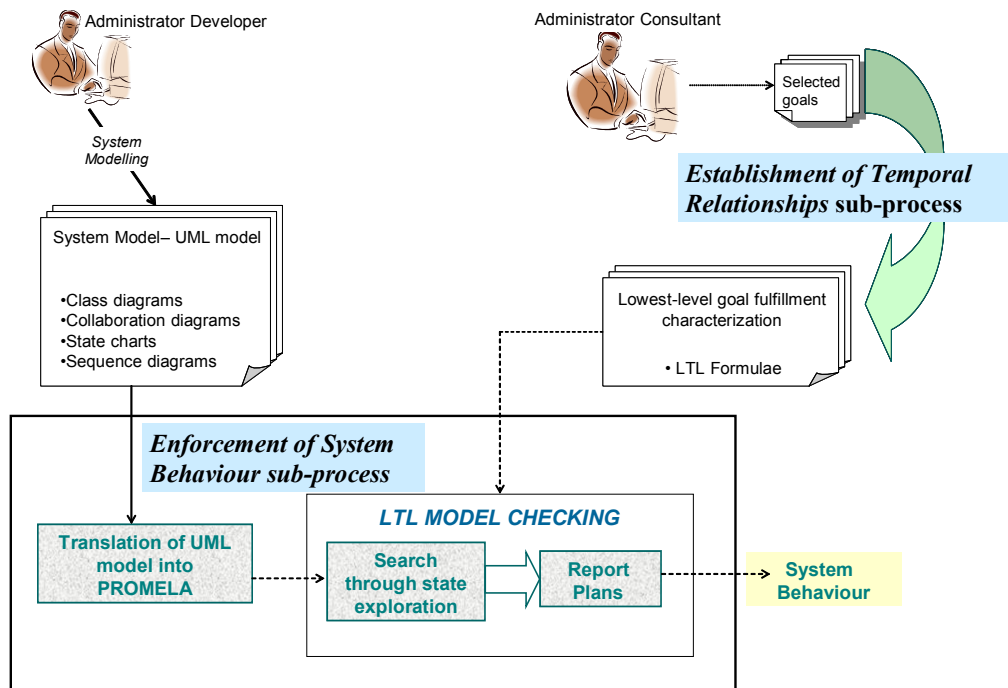 Administrator Developer
Administrator Consultant
Selected
goals
System
Modelling
Establishment of Temporal
Relationships sub-process
System Model– UML model
•Class diagrams
•Collaboration diagrams
•State charts
•Sequence diagrams
Lowest-level goal fulfillment
characterization
• LTL Formulae
Enforcement of System
Behaviour sub-process
LTL MODEL CHECKING
Translation of UML
model into
PROMELA
Search
through state
exploration
Report
Plans
System
Behaviour